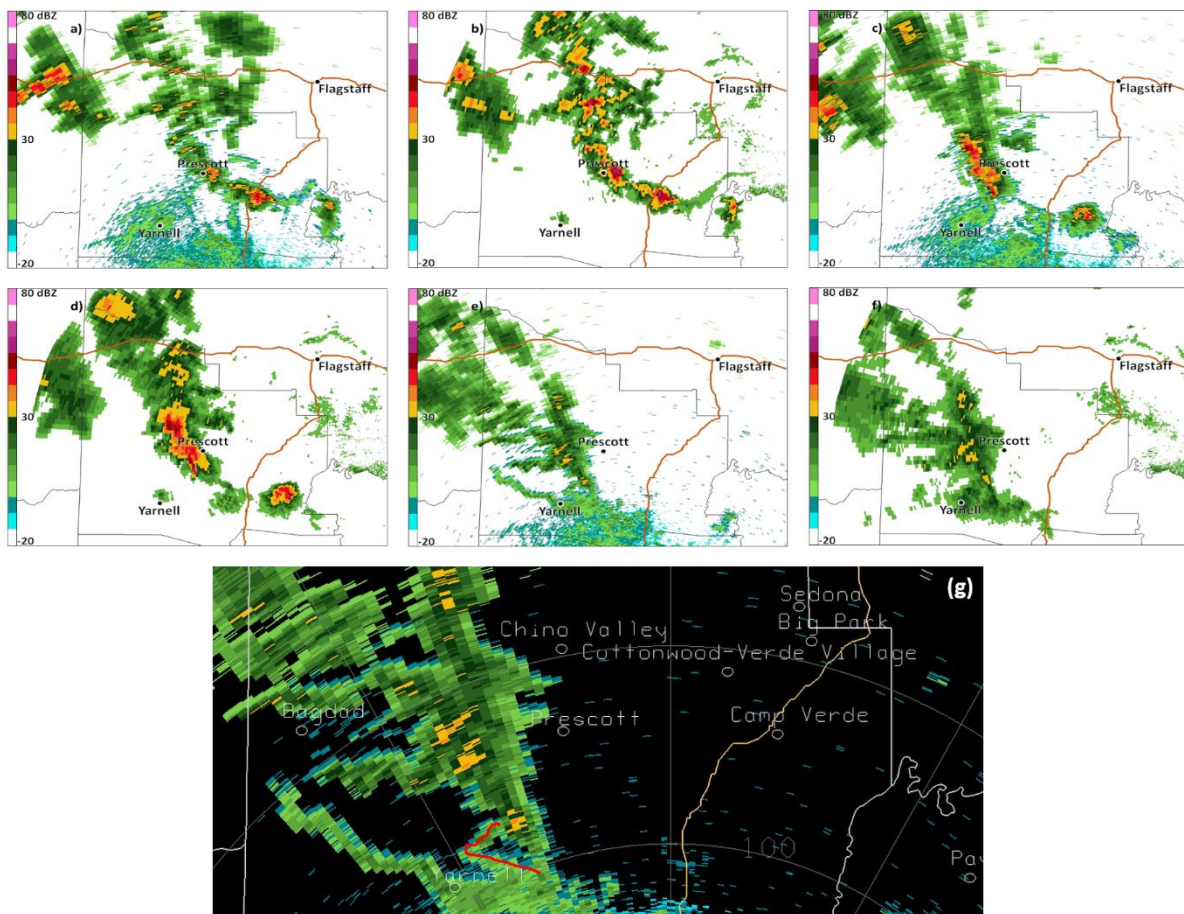 80 dBZ
a)
Flagstaff
30
Prescott
Yarnell
-20
80 dBZ
b)
Flagstaff
30
Prescott
Yarnell
-20
80 dBZ
c)
Flagstaff
30
Prescott
Yarnell
-20
80 dBZ
d)
Flagstaff
30
Prescott
Yarnell
-20
80 dBZ
e)
Flagstaff
30
Prescott
Yarnell
-20
80 dBZ
f)
Flagstaff
30
Prescott
Yarnell
-20
(g)
Sedona
Big Park
Chino Valley
Cottonwood-Verde Village
Bagdad
Prescott
Camp Verde
100
Yarnell
Pay